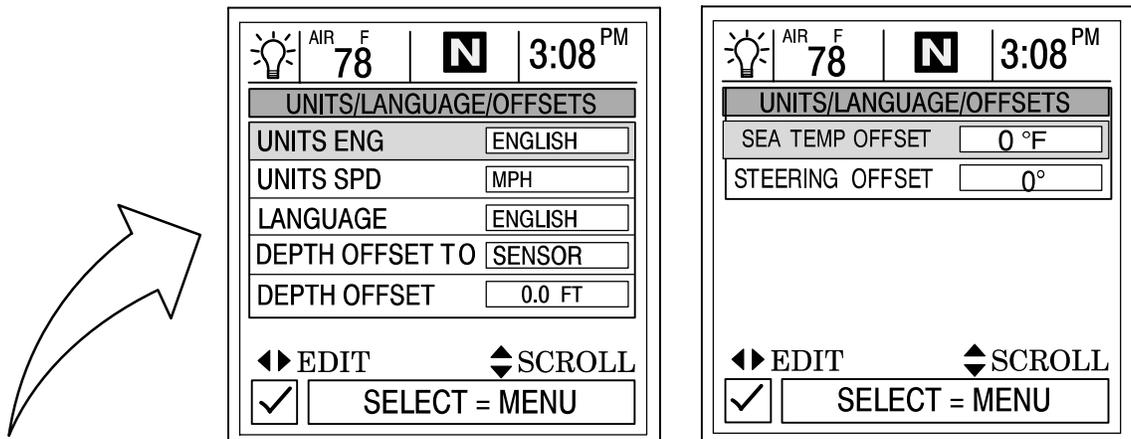 AIR F 78 N 3:08 PM
UNITS/LANGUAGE/OFFSETS
UNITS ENG ENGLISH
UNITS SPD MPH
LANGUAGE ENGLISH
DEPTH OFFSET TO SENSOR
DEPTH OFFSET 0.0 FT
EDIT SCROLL
SELECT = MENU
AIR F 78 N 3:08 PM
UNITS/LANGUAGE/OFFSETS
SEA TEMP OFFSET 0 °F
STEERING OFFSET 0°
EDIT SCROLL
SELECT = MENU